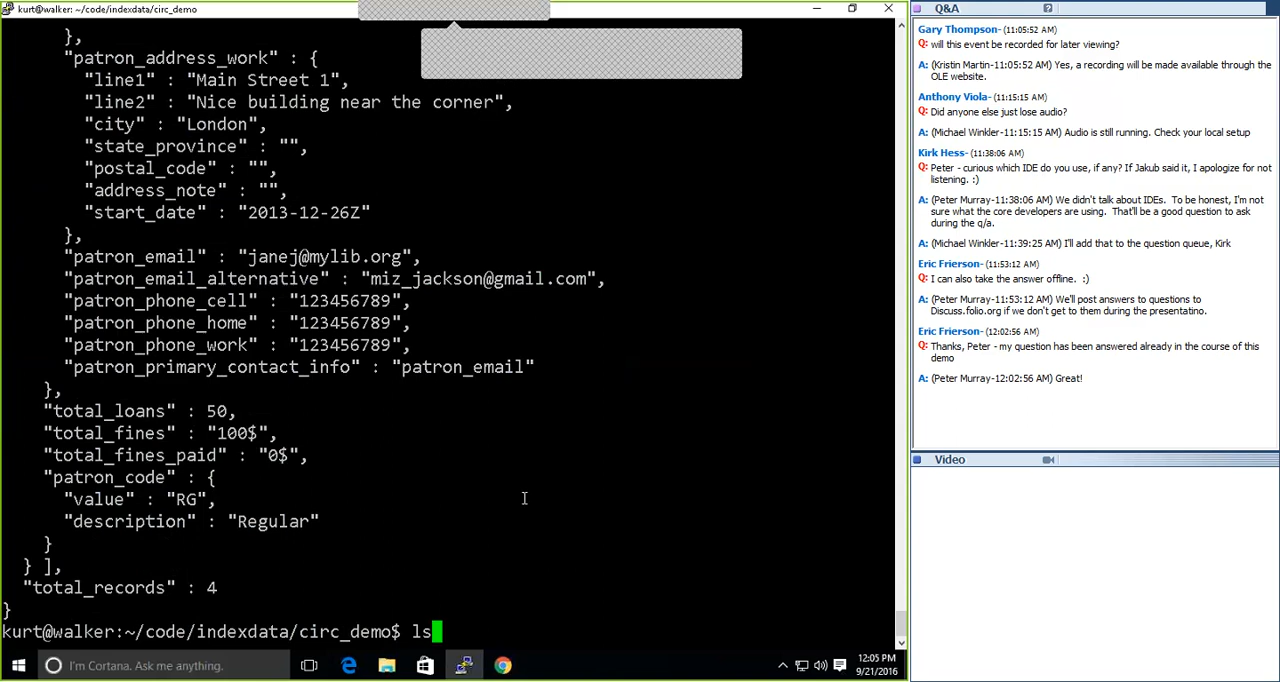 kurt@walker: ~/code/indexdata/circ_demo
},
"patron_address_work" : {
"line1" : "Main Street 1",
"line2" : "Nice building near the corner",
"city" : "London",
"state_province" : "",
"postal_code" : "",
"address_note" : "",
"start_date" : "2013-12-26Z"
},
"patron_email" : "janej@mylib.org",
"patron_email_alternative" : "miz_jackson@gmail.com",
"patron_phone_cell" : "123456789",
"patron_phone_home" : "123456789",
"patron_phone_work" : "123456789",
"patron_primary_contact_info" : "patron_email"
},
"total_loans" : 50,
"total_fines" : "100$",
"total_fines_paid" : "0$",
"patron_code" : {
"value" : "RG",
"description" : "Regular"
}
} ],
"total_records" : 4
}
kurt@walker:~/code/indexdata/circ_demo$ ls
I'm Cortana. Ask me anything.
12:05 PM
9/21/2016
Q&A
Gary Thompson- (11:05:52 AM)
Q: will this event be recorded for later viewing?
A: (Kristin Martin-11:05:52 AM) Yes, a recording will be made available through the
OLE website.
Anthony Viola- (11:15:15 AM)
Q: Did anyone else just lose audio?
A: (Michael Winkler-11:15:15 AM) Audio is still running. Check your local setup
Kirk Hess- (11:38:06 AM)
Q: Peter - curious which IDE do you use, if any? If Jakub said it, I apologize for not
listening. :)
A: (Peter Murray-11:38:06 AM) We didn't talk about IDEs. To be honest, I'm not
sure what the core developers are using. That'll be a good question to ask
during the q/a.
A: (Michael Winkler-11:39:25 AM) I'll add that to the question queue, Kirk
Eric Frierson- (11:53:12 AM)
Q: I can also take the answer offline. :)
A: (Peter Murray-11:53:12 AM) We'll post answers to questions to
Discuss.folio.org if we don't get to them during the presentatino.
Eric Frierson- (12:02:56 AM)
Q: Thanks, Peter - my question has been answered already in the course of this
demo
A: (Peter Murray-12:02:56 AM) Great!
Video